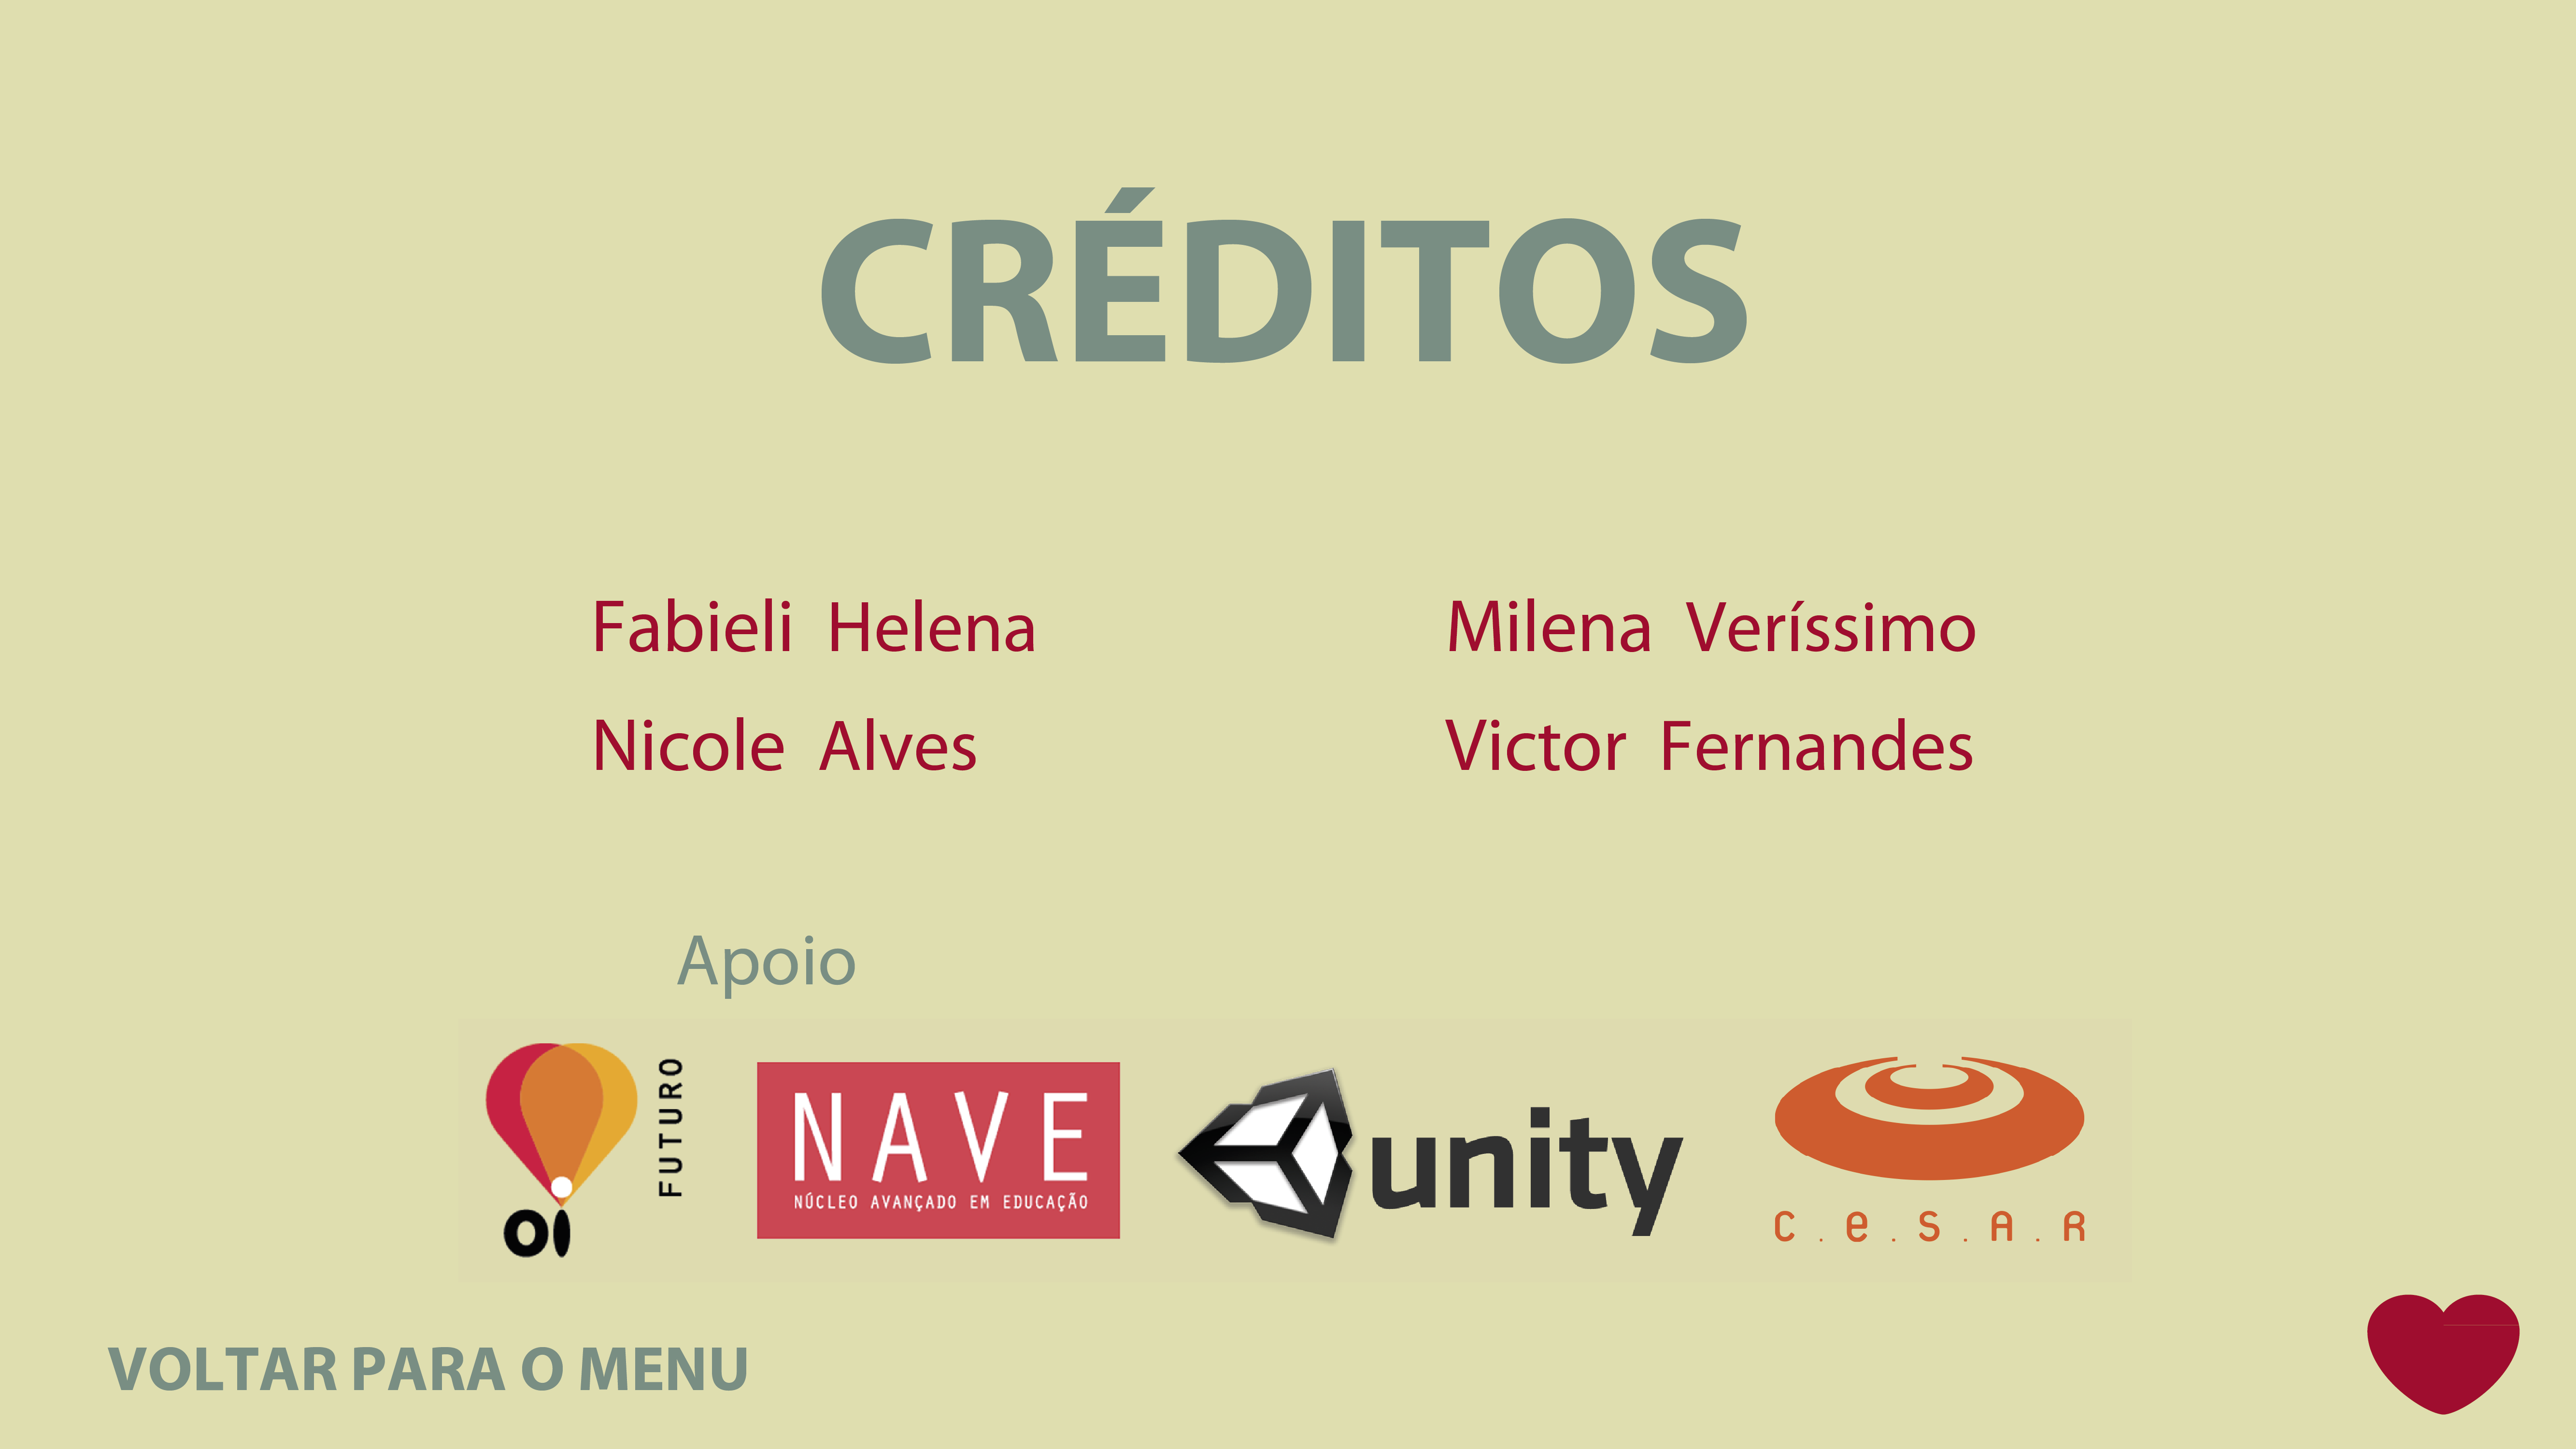 CRÉDITOS
Fabieli Helena
Milena Veríssimo
Nicole Alves
Victor Fernandes
Apoio
OI
FUTURO
NAVE
NÚCLEO AVANÇADO EM EDUCAÇÃO
unity
C.e.S.A.R
VOLTAR PARA O MENU